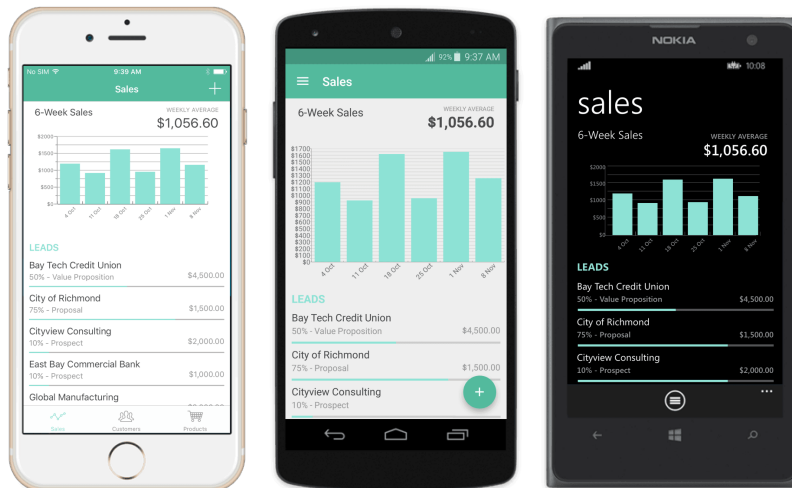 No SIM 9:39 AM
Sales
6-Week Sales
WEEKLY AVERAGE
$1,056.60
$2000
$1500
$1000
$500
$0
4 Oct 11 Oct 18 Oct 25 Oct 1 Nov 8 Nov
LEADS
Bay Tech Credit Union
50% - Value Proposition $4,500.00
City of Richmond
75% - Proposal $1,500.00
Cityview Consulting
10% - Prospect $2,000.00
East Bay Commercial Bank
10% - Prospect $1,000.00
Global Manufacturing
Sales Customers Products
92% 9:37 AM
Sales
6-Week Sales
WEEKLY AVERAGE
$1,056.60
$1700
$1600
$1500
$1400
$1300
$1200
$1100
$1000
$900
$800
$700
$600
$500
$400
$300
$200
$100
$0
4 Oct 11 Oct 18 Oct 25 Oct 1 Nov 8 Nov
LEADS
Bay Tech Credit Union
50% - Value Proposition $4,500.00
City of Richmond
75% - Proposal $1,500.00
Cityview Consulting
10% - Prospect
+
NOKIA
10:08
sales
6-Week Sales
WEEKLY AVERAGE
$1,056.60
$2000
$1500
$1000
$500
$0
4 Oct 11 Oct 18 Oct 25 Oct 1 Nov 8 Nov
LEADS
Bay Tech Credit Union
50% - Value Proposition $4,500.00
City of Richmond
75% - Proposal $1,500.00
Cityview Consulting
10% - Prospect $2,000.00